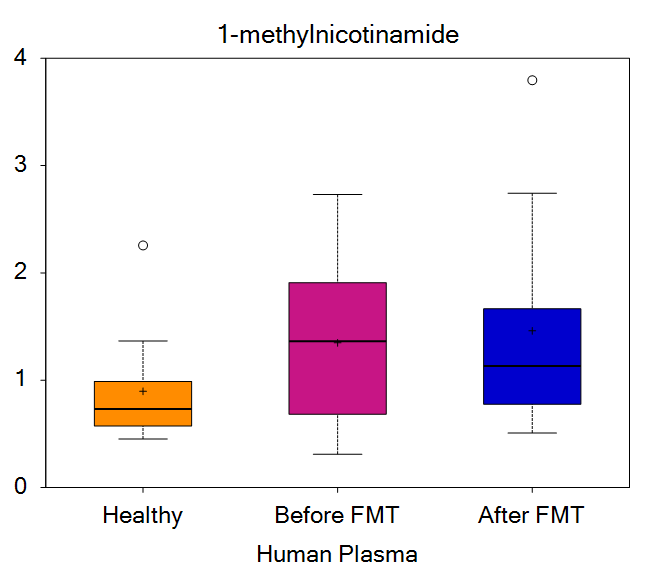 1-methylnicotinamide
4
3
2
1
0
Healthy Before FMT After FMT
Human Plasma